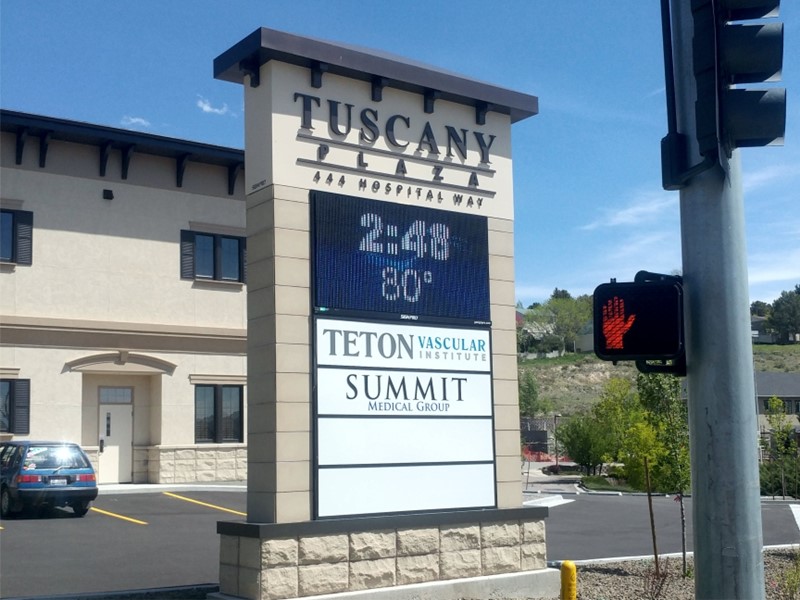 TUSCANY
PLAZA
444 HOSPITAL WAY
2:48
80°
TETON VASCULAR
INSTITUTE
SUMMIT
MEDICAL GROUP